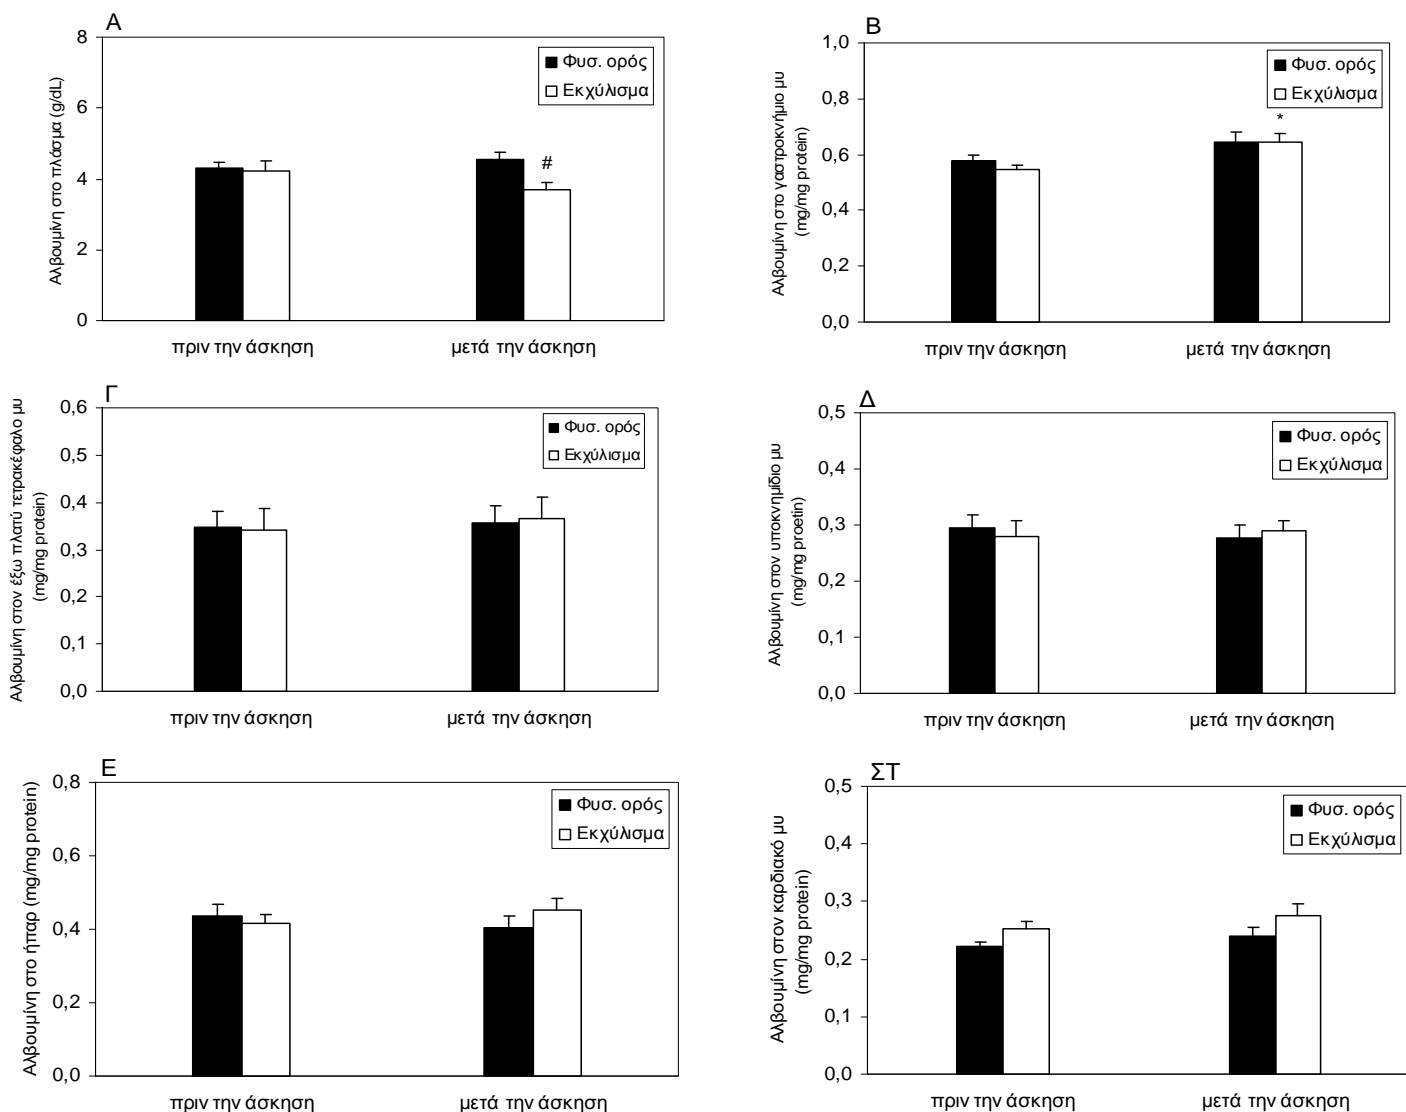 Α
Αλβουμίνη στο πλάσμα (g/dL)
8
6
4
2
0
Φυσ. ορός
Εκχύλισμα
#
πριν την άσκηση
μετά την άσκηση
Β
Αλβουμίνη στο γαστροκνήμιο μυ
(mg/mg protein)
1,0
0,8
0,6
0,4
0,2
0,0
Φυσ. ορός
Εκχύλισμα
*
πριν την άσκηση
μετά την άσκηση
Γ
Αλβουμίνη στον έξω πλατύ τετρακέφαλο μυ
(mg/mg protein)
0,6
0,5
0,4
0,3
0,2
0,1
0,0
Φυσ. ορός
Εκχύλισμα
πριν την άσκηση
μετά την άσκηση
Δ
Αλβουμίνη στον υποκνημίδιο μυ
(mg/mg proetin)
0,5
0,4
0,3
0,2
0,1
0,0
Φυσ. ορός
Εκχύλισμα
πριν την άσκηση
μετά την άσκηση
Ε
Αλβουμίνη στο ήπαρ (mg/mg protein)
0,8
0,6
0,4
0,2
0,0
Φυσ. ορός
Εκχύλισμα
πριν την άσκηση
μετά την άσκηση
ΣΤ
Αλβουμίνη στον καρδιακό μυ
(mg/mg protein)
0,5
0,4
0,3
0,2
0,1
0,0
Φυσ. ορός
Εκχύλισμα
πριν την άσκηση
μετά την άσκηση